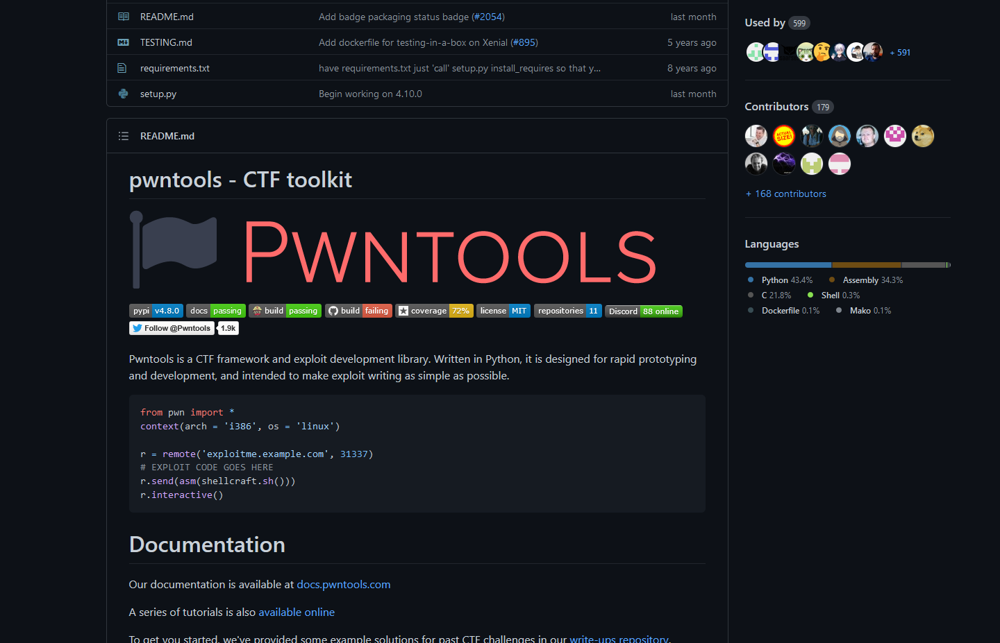 README.md Add badge packaging status badge (#2054) last month
TESTING.md Add dockerfile for testing-in-a-box on Xenial (#895) 5 years ago
requirements.txt have requirements.txt just 'call' setup.py install_requires so that y... 8 years ago
setup.py Begin working on 4.10.0 last month
README.md
pwntools - CTF toolkit
PWNTOOLS
pypi v4.8.0 docs passing build passing build failing coverage 72% license MIT repositories 11 Discord 88 online
Follow @Pwntools 1.9k
Pwntools is a CTF framework and exploit development library. Written in Python, it is designed for rapid prototyping
and development, and intended to make exploit writing as simple as possible.
from pwn import *
context(arch = 'i386', os = 'linux')
r = remote('exploitme.example.com', 31337)
# EXPLOIT CODE GOES HERE
r.send(asm(shellcraft.sh()))
r.interactive()
Documentation
Our documentation is available at docs.pwntools.com
A series of tutorials is also available online
To get you started, we've provided some example solutions for past CTF challenges in our write-ups repository.
Used by 599
+ 591
Contributors 179
ACTUAL
SIZE!
+ 168 contributors
Languages
Python 43.4% Assembly 34.3%
C 21.8% Shell 0.3%
Dockerfile 0.1% Mako 0.1%